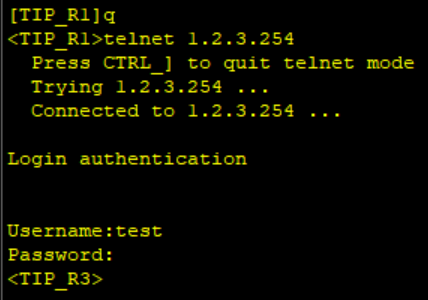 [TIP_R1]q
<TIP_R1>telnet 1.2.3.254
Press CTRL_] to quit telnet mode
Trying 1.2.3.254 ...
Connected to 1.2.3.254 ...
Login authentication
Username:test
Password:
<TIP_R3>